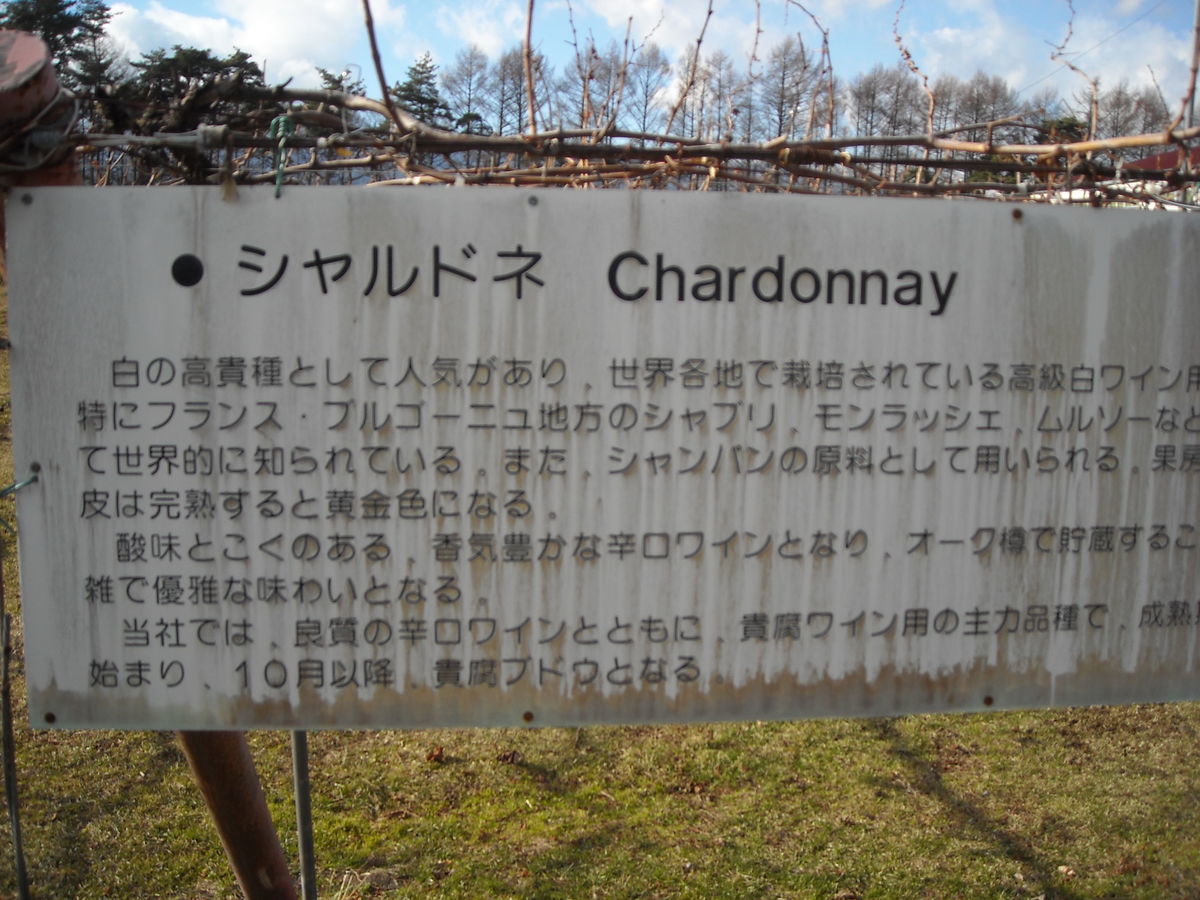 ● シャルドネ Chardonnay
白の高貴種として人気があり、世界各地で栽培されている高級白ワイン用
特にフランス・ブルゴーニュ地方のシャブリ、モンラッシェ、ムルソーなど
て世界的に知られている。また、シャンパンの原料として用いられる。果房
皮は完熟すると黄金色になる。
酸味とこくのある、香気豊かな辛口ワインとなり、オーク樽で貯蔵するこ
雑で優雅な味わいとなる。
当社では、良質の辛口ワインとともに、貴腐ワイン用の主力品種で、成熟
始まり、10月以降、貴腐ブドウとなる。